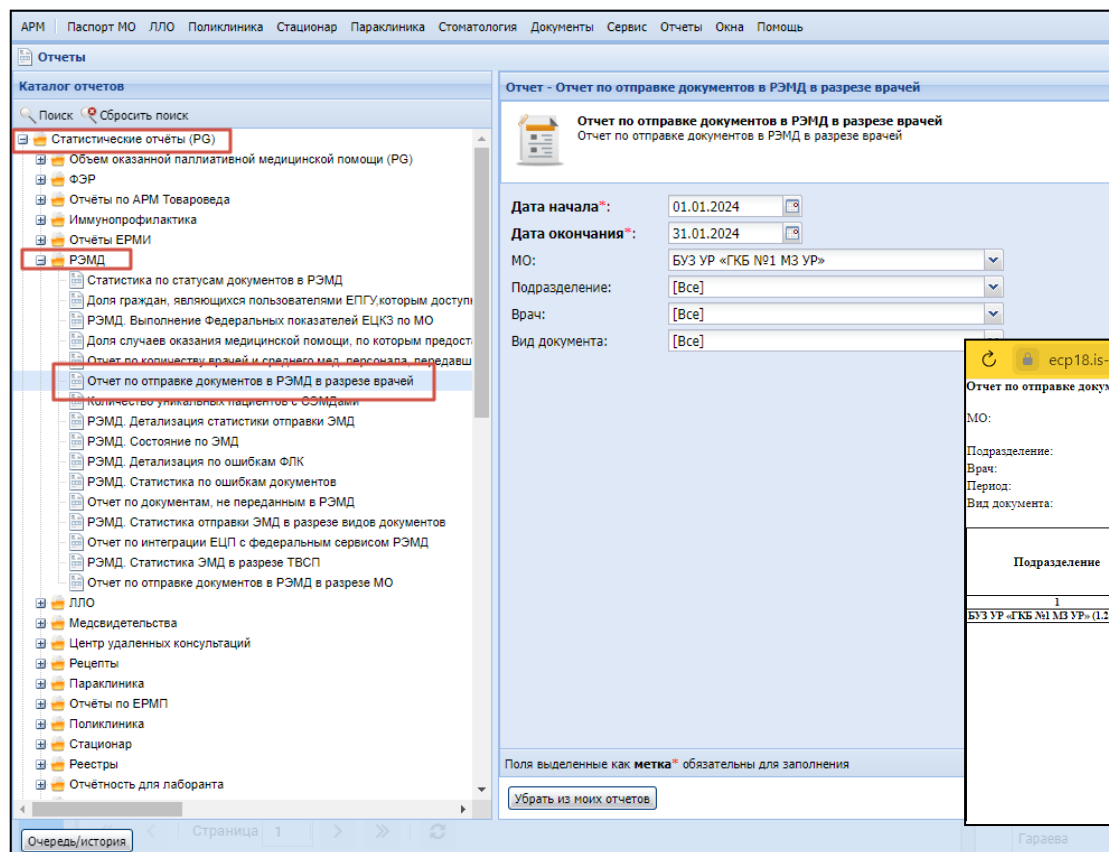 АРМ Паспорт МО ЛЛО Поликлиника Стационар Параклиника Стоматология Документы Сервис Отчеты Окна Помощь
Отчеты
Каталог отчетов
Поиск Сбросить поиск
Статистические отчёты (PG)
Объем оказанной паллиативной медицинской помощи (PG)
ФЭР
Отчёты по АРМ Товароведа
Иммунопрофилактика
Отчёты ЕРМИ
РЭМД
Статистика по статусам документов в РЭМД
Доля граждан, являющихся пользователями ЕПГУ,которым доступн
РЭМД. Выполнение Федеральных показателей ЕЦКЗ по МО
Доля случаев оказания медицинской помощи, по которым предост
Отчет по количеству врачей и среднего мед. персонала, передавш
Отчет по отправке документов в РЭМД в разрезе врачей
Количество уникальных пациентов с СЭМДами
РЭМД. Детализация статистики отправки ЭМД
РЭМД. Состояние по ЭМД
РЭМД. Детализация по ошибкам ФЛК
РЭМД. Статистика по ошибкам документов
Отчет по документам, не переданным в РЭМД
РЭМД. Статистика отправки ЭМД в разрезе видов документов
Отчет по интеграции ЕЦП с федеральным сервисом РЭМД
РЭМД. Статистика ЭМД в разрезе ТВСП
Отчет по отправке документов в РЭМД в разрезе МО
ЛЛО
Медсвидетельства
Центр удаленных консультаций
Рецепты
Параклиника
Отчёты по ЕРМП
Поликлиника
Стационар
Реестры
Отчётность для лаборанта
Страница 1
Очередь/история
Отчет - Отчет по отправке документов в РЭМД в разрезе врачей
Отчет по отправке документов в РЭМД в разрезе врачей
Отчет по отправке документов в РЭМД в разрезе врачей
Дата начала*: 01.01.2024
Дата окончания*: 31.01.2024
МО: БУЗ УР «ГКБ №1 МЗ УР»
Подразделение: [Все]
Врач: [Все]
Вид документа: [Все]
Поля выделенные как метка* обязательны для заполнения
Убрать из моих отчетов
ecp18.is-
Отчет по отправке докум
МО:
Подразделение:
Врач:
Период:
Вид документа:
Подразделение
1
БУЗ УР «ГКБ №1 МЗ УР» (1.2
Гараева